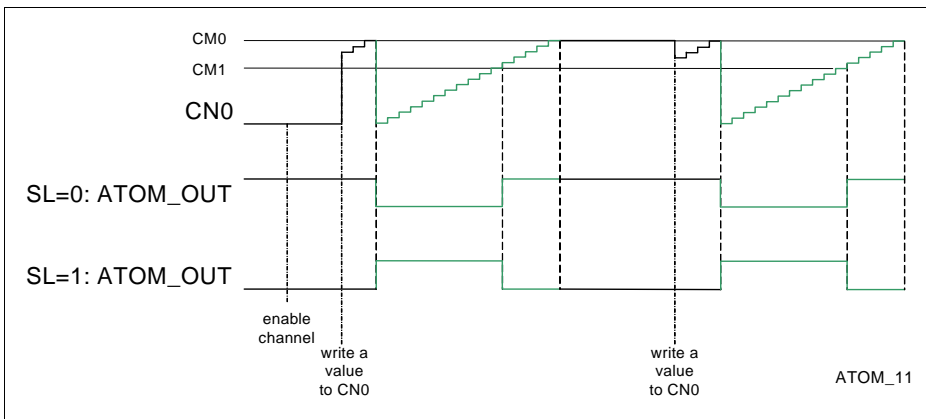 CM0
CM1
CN0
SL=0: ATOM_OUT
SL=1: ATOM_OUT
enable
channel
write a
value
to CN0
write a
value
to CN0
ATOM_11